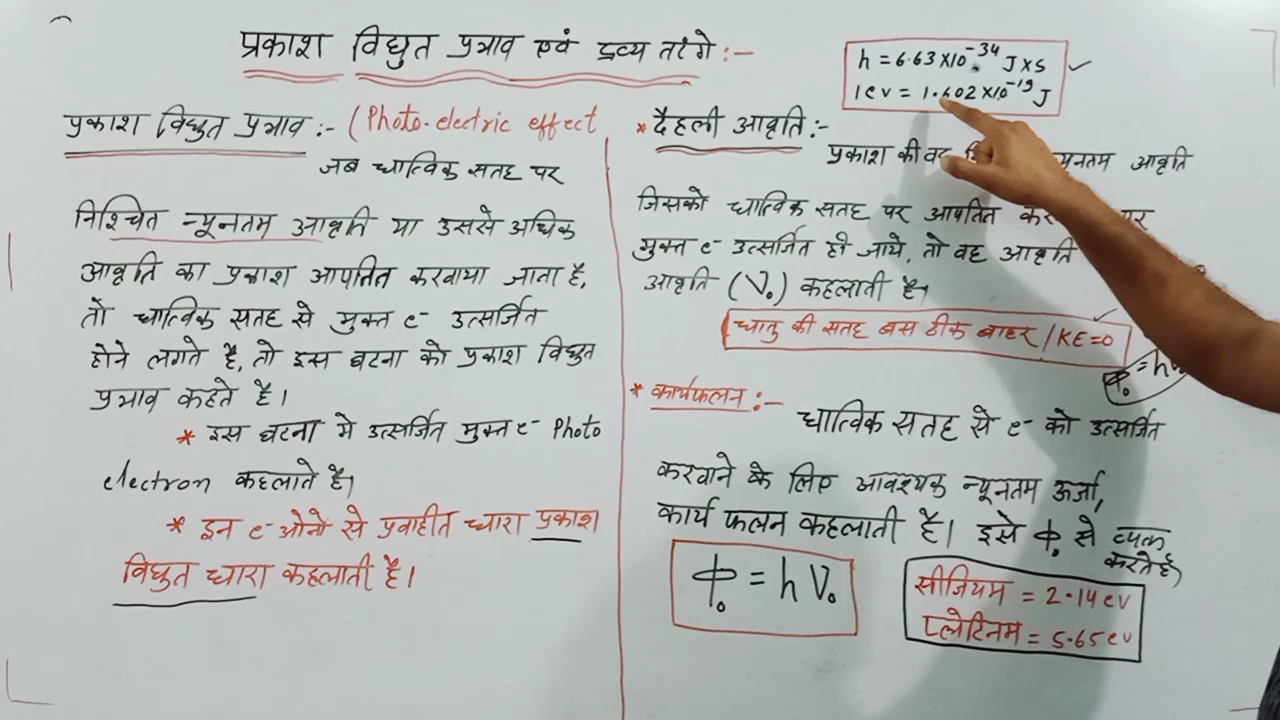 प्रकाश विद्युत प्रभाव एवं द्रव्य तरंगे :-
h = 6.63×10⁻³⁴ J×s
1ev = 1.602×10⁻¹⁹ J
प्रकाश विद्युत प्रभाव :- (Photo-electric effect
जब धात्विक सतह पर
निश्चित न्यूनतम आवृति या उससे अधिक
आवृति का प्रकाश आपतित करवाया जाता है,
तो धात्विक सतह से मुक्त e⁻ उत्सर्जित
होने लगते है, तो इस घटना को प्रकाश विद्युत
प्रभाव कहते है।
* इस घटना मे उत्सर्जित मुक्त e⁻ Photo
electron कहलाते है।
* इन e⁻ ओनो से प्रवाहीत धारा प्रकाश
विद्युत धारा कहलाती है।
* दैहली आवृति :-
प्रकाश की वह न्यूनतम आवृति
जिसको धात्विक सतह पर आपतित
मुक्त e⁻ उत्सर्जित हो जाये, तो वह आवृति
आवृति (V₀) कहलाती है।
धातु की सतह बस ठीक बाहर / KE=0
ϕ₀ = h
* कार्यफलन :-
धात्विक सतह से e⁻ को उत्सर्जित
करवाने के लिए आवश्यक न्यूनतम ऊर्जा,
कार्य फलन कहलाती है। इसे ϕ₀ से व्यक्त
करते है)
ϕ₀ = h V₀
सीजियम = 2.14 ev
प्लेटिनम = 5.65 ev